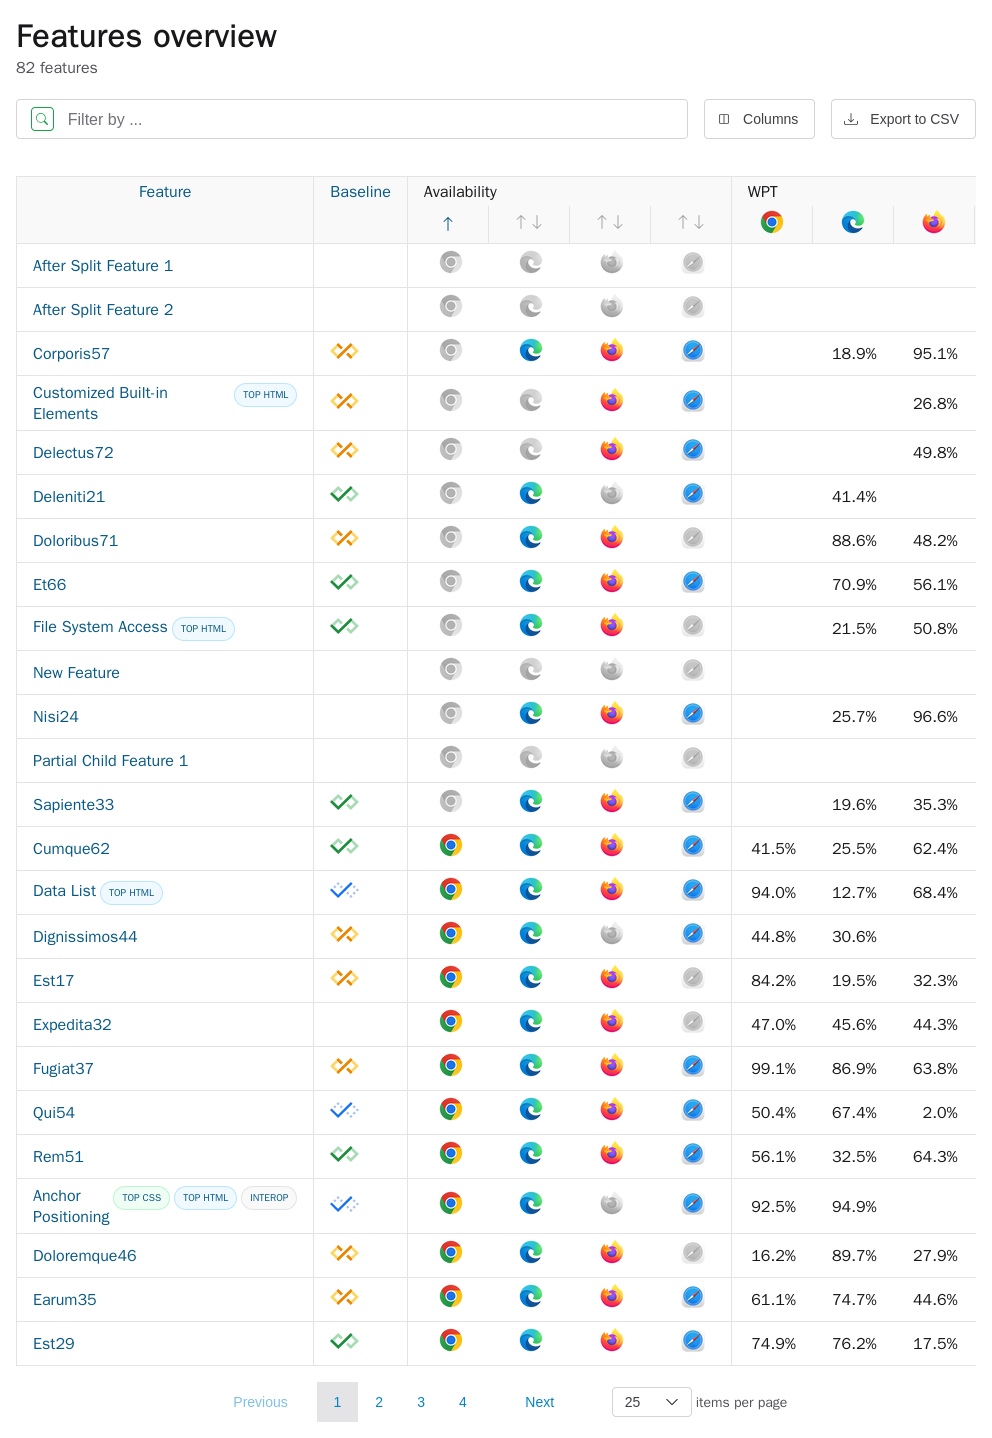 Features overview
82 features
Filter by ...
Columns
Export to CSV
Feature Baseline Availability WPT
After Split Feature 1
After Split Feature 2
Corporis57 18.9% 95.1%
Customized Built-in TOP HTML
Elements 26.8%
Delectus72 49.8%
Deleniti21 41.4%
Doloribus71 88.6% 48.2%
Et66 70.9% 56.1%
File System Access TOP HTML 21.5% 50.8%
New Feature
Nisi24 25.7% 96.6%
Partial Child Feature 1
Sapiente33 19.6% 35.3%
Cumque62 41.5% 25.5% 62.4%
Data List TOP HTML 94.0% 12.7% 68.4%
Dignissimos44 44.8% 30.6%
Est17 84.2% 19.5% 32.3%
Expedita32 47.0% 45.6% 44.3%
Fugiat37 99.1% 86.9% 63.8%
Qui54 50.4% 67.4% 2.0%
Rem51 56.1% 32.5% 64.3%
Anchor TOP CSS TOP HTML INTEROP
Positioning 92.5% 94.9%
Doloremque46 16.2% 89.7% 27.9%
Earum35 61.1% 74.7% 44.6%
Est29 74.9% 76.2% 17.5%
Previous 1 2 3 4 Next 25 items per page